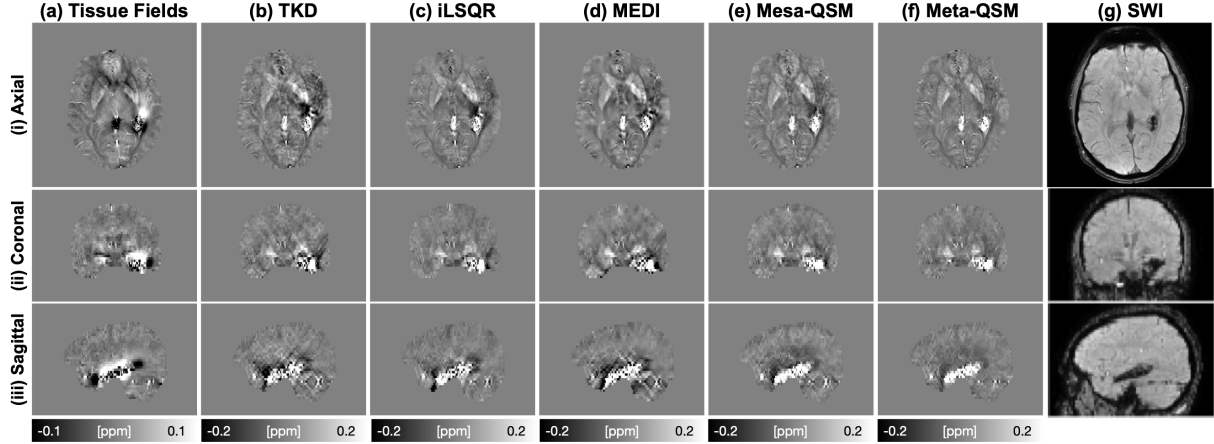 (a) Tissue Fields (b) TKD (c) iLSQR (d) MEDI (e) Mesa-QSM (f) Meta-QSM (g) SWI
(i) Axial
(ii) Coronal
(iii) Sagittal
-0.1 [ppm] 0.1 -0.2 [ppm] 0.2 -0.2 [ppm] 0.2 -0.2 [ppm] 0.2 -0.2 [ppm] 0.2 -0.2 [ppm] 0.2